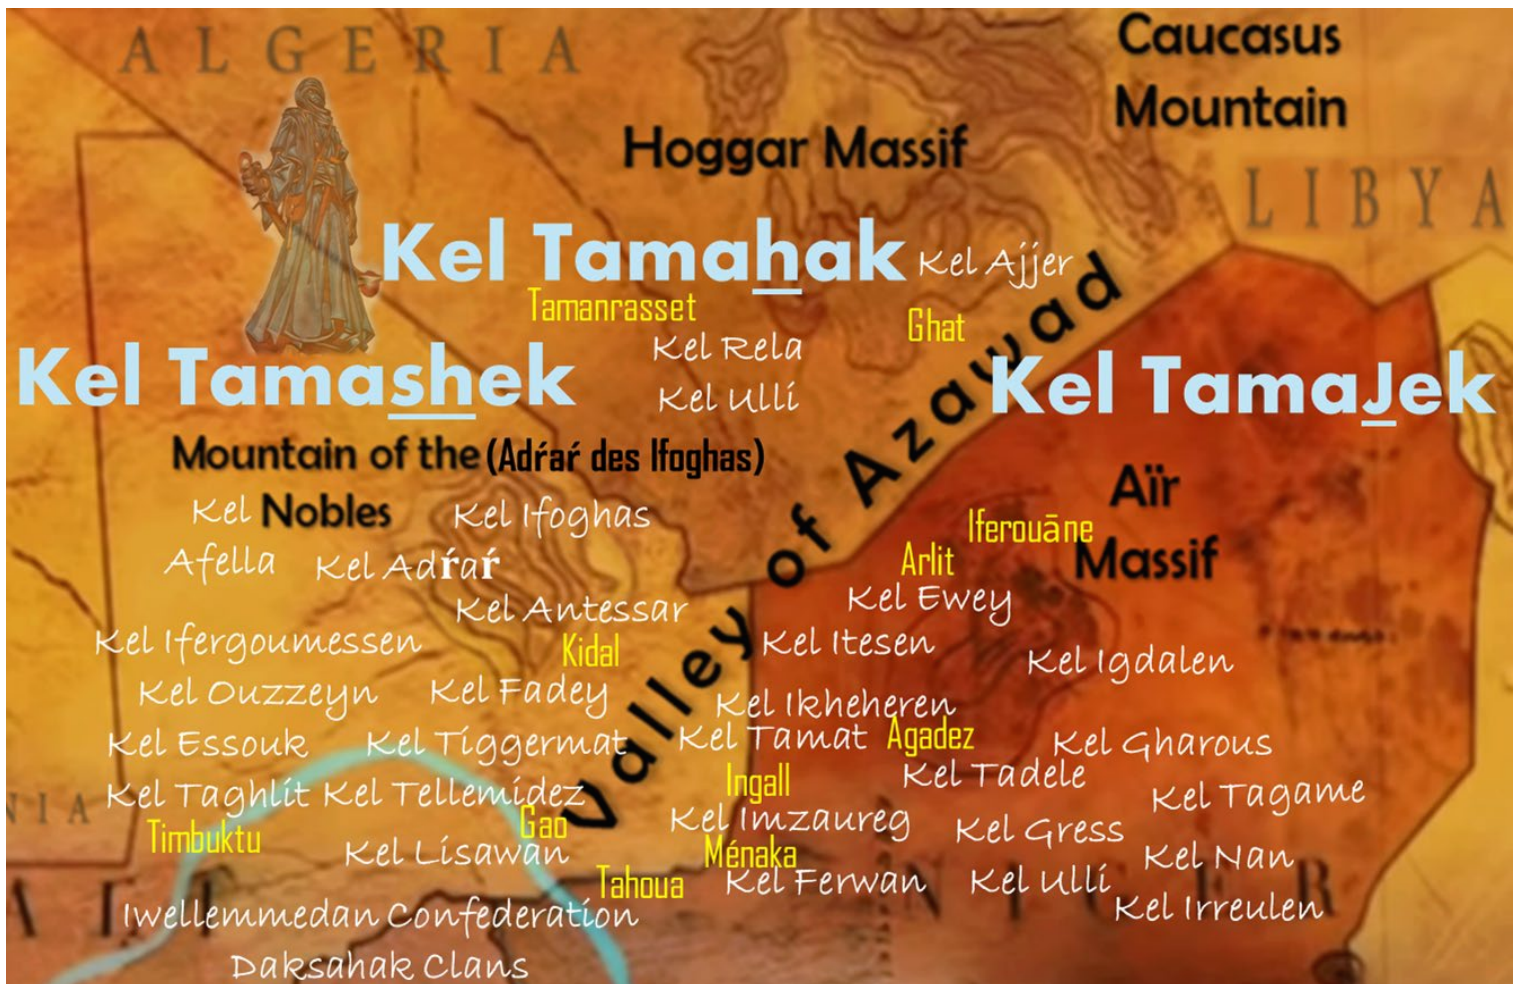 ALGERIA
Caucasus
Mountain
Hoggar Massif
LIBYA
Kel Tamahak
Kel Ajjer
Tamanrasset
Ghat
Kel Rela
Kel Ulli
Kel Tamashek
Kel TamaJek
Valley of Azawad
Mountain of the (Adŕaŕ des Ifoghas)
Nobles
Aïr
Massif
Kel
Afella
Kel Ifoghas
Kel Adŕaŕ
Iferouāne
Arlit
Kel Antessar
Kel Ewey
Kel Ifergoumessen
Kidal
Kel Itesen
Kel Igdalen
Kel Ouzzeyn
Kel Fadey
Kel Ikheheren
Kel Essouk
Kel Tiggermat
Kel Tamat
Agadez
Kel Gharous
Kel Taghlit
Kel Tellemidez
Ingall
Kel Tadele
Kel Tagame
NIA
Timbuktu
Gao
Kel Imzaureg
Kel Gress
Kel Lisawan
Ménaka
Kel Nan
Tahoua
Kel Ferwan
Kel Ulli
NIGER
Kel Irreulen
Iwellemmedan Confederation
Daksahak Clans